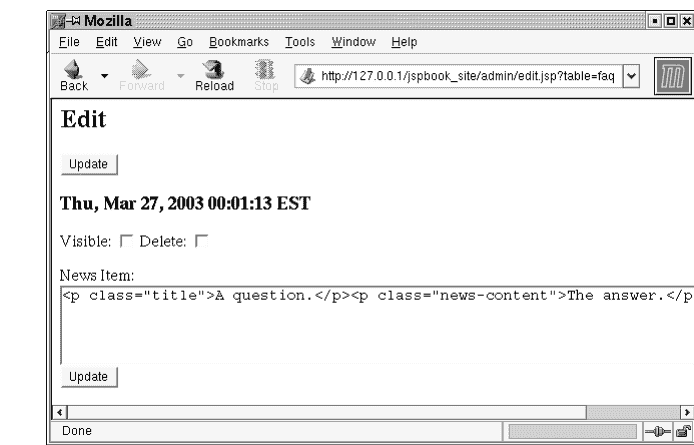 Mozilla
File Edit View Go Bookmarks Tools Window Help
Back Forward Reload Stop http://127.0.0.1/jspbook_site/admin/edit.jsp?table=faq
Edit
Update
Thu, Mar 27, 2003 00:01:13 EST
Visible: Delete:
News Item:
<p class="title">A question.</p><p class="news-content">The answer.</p
Update
Done